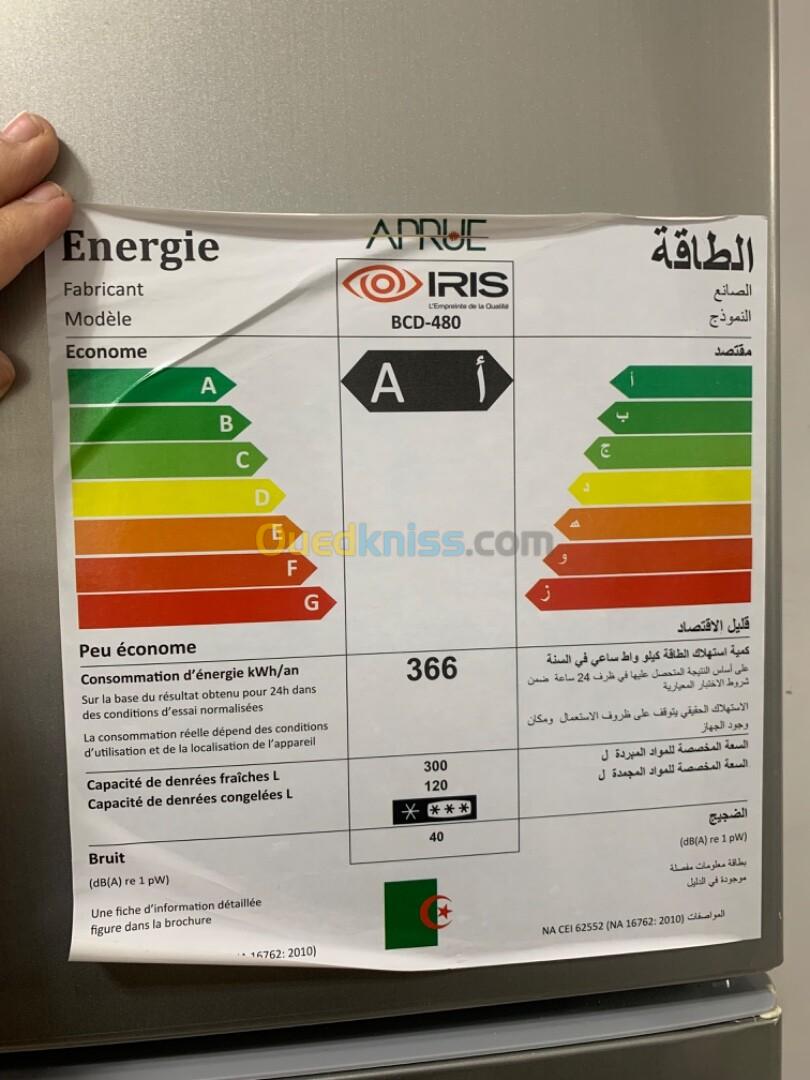 APRUE
Energie
الطاقة
Fabricant
IRIS
الصانع
L'Empreinte de la Qualité
Modèle
BCD-480
النموذج
Econome
مقتصد
A
A أ
أ
B
ب
C
ج
D
د
E
هـ
F
و
G
ز
Ouedkniss.com
Peu économe
قليل الاقتصاد
Consommation d'énergie kWh/an
366
كمية استهلاك الطاقة كيلو واط ساعي في السنة
Sur la base du résultat obtenu pour 24h dans
des conditions d'essai normalisées
على أساس النتيجة المتحصل عليها في ظرف 24 ساعة ضمن
شروط الاختبار المعيارية
La consommation réelle dépend des conditions
d'utilisation et de la localisation de l'appareil
الاستهلاك الحقيقي يتوقف على ظروف الاستعمال ومكان
وجود الجهاز
Capacité de denrées fraîches L
300
السعة المخصصة للمواد المبردة ل
Capacité de denrées congelées L
120
السعة المخصصة للمواد المجمدة ل
* ***
Bruit
40
الضجيج
(dB(A) re 1 pW)
(dB(A) re 1 pW)
Une fiche d'information détaillée
figure dans la brochure
بطاقة معلومات مفصلة
موجودة في الدليل
16762: 2010)
المواصفات NA CEI 62552 (NA 16762: 2010)